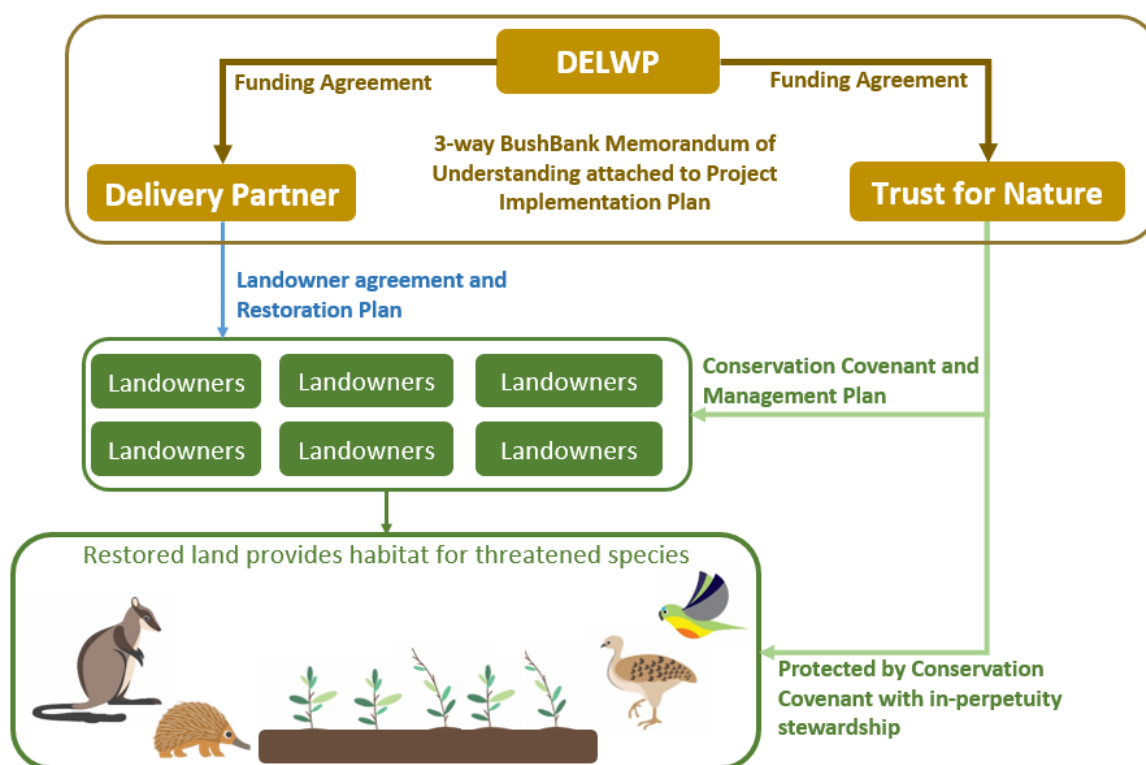 DELWP
Funding Agreement
Funding Agreement
3-way BushBank Memorandum of
Understanding attached to Project
Implementation Plan
Delivery Partner
Trust for Nature
Landowner agreement and
Restoration Plan
Landowners
Landowners
Landowners
Conservation Covenant and
Management Plan
Landowners
Landowners
Landowners
Restored land provides habitat for threatened species
Protected by Conservation
Covenant with in-perpetuity
stewardship